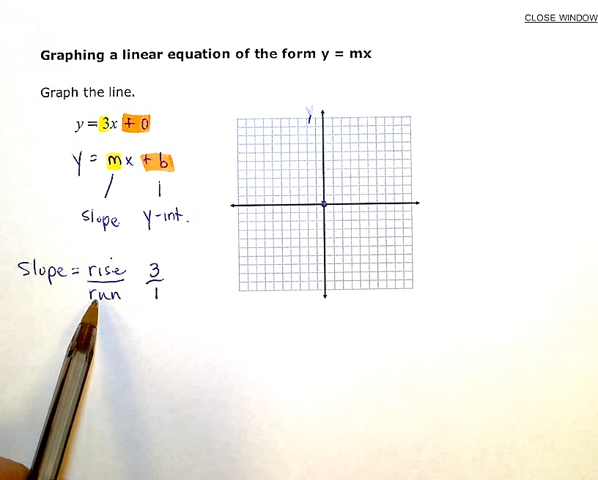 CLOSE WINDOW
Graphing a linear equation of the form y = mx
Graph the line.
y = 3x + 0
y = mx + b
slope y-int.
Slope = rise/run 3/1
y